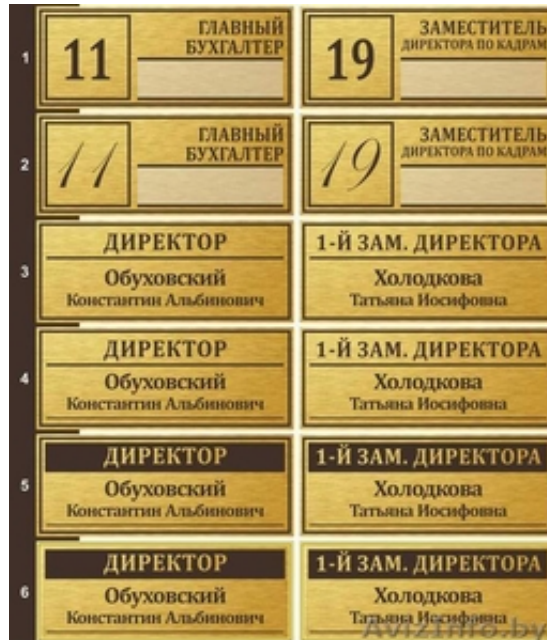 1
11
ГЛАВНЫЙ
БУХГАЛТЕР
19
ЗАМЕСТИТЕЛЬ
ДИРЕКТОРА ПО КАДРАМ
2
11
ГЛАВНЫЙ
БУХГАЛТЕР
19
ЗАМЕСТИТЕЛЬ
ДИРЕКТОРА ПО КАДРАМ
3
ДИРЕКТОР
Обуховский
Константин Альбинович
1-Й ЗАМ. ДИРЕКТОРА
Холодкова
Татьяна Иосифовна
4
ДИРЕКТОР
Обуховский
Константин Альбинович
1-Й ЗАМ. ДИРЕКТОРА
Холодкова
Татьяна Иосифовна
5
ДИРЕКТОР
Обуховский
Константин Альбинович
1-Й ЗАМ. ДИРЕКТОРА
Холодкова
Татьяна Иосифовна
6
ДИРЕКТОР
Обуховский
Константин Альбинович
1-Й ЗАМ. ДИРЕКТОРА
Холодкова
Татьяна Иосифовна
AvizInfo.by